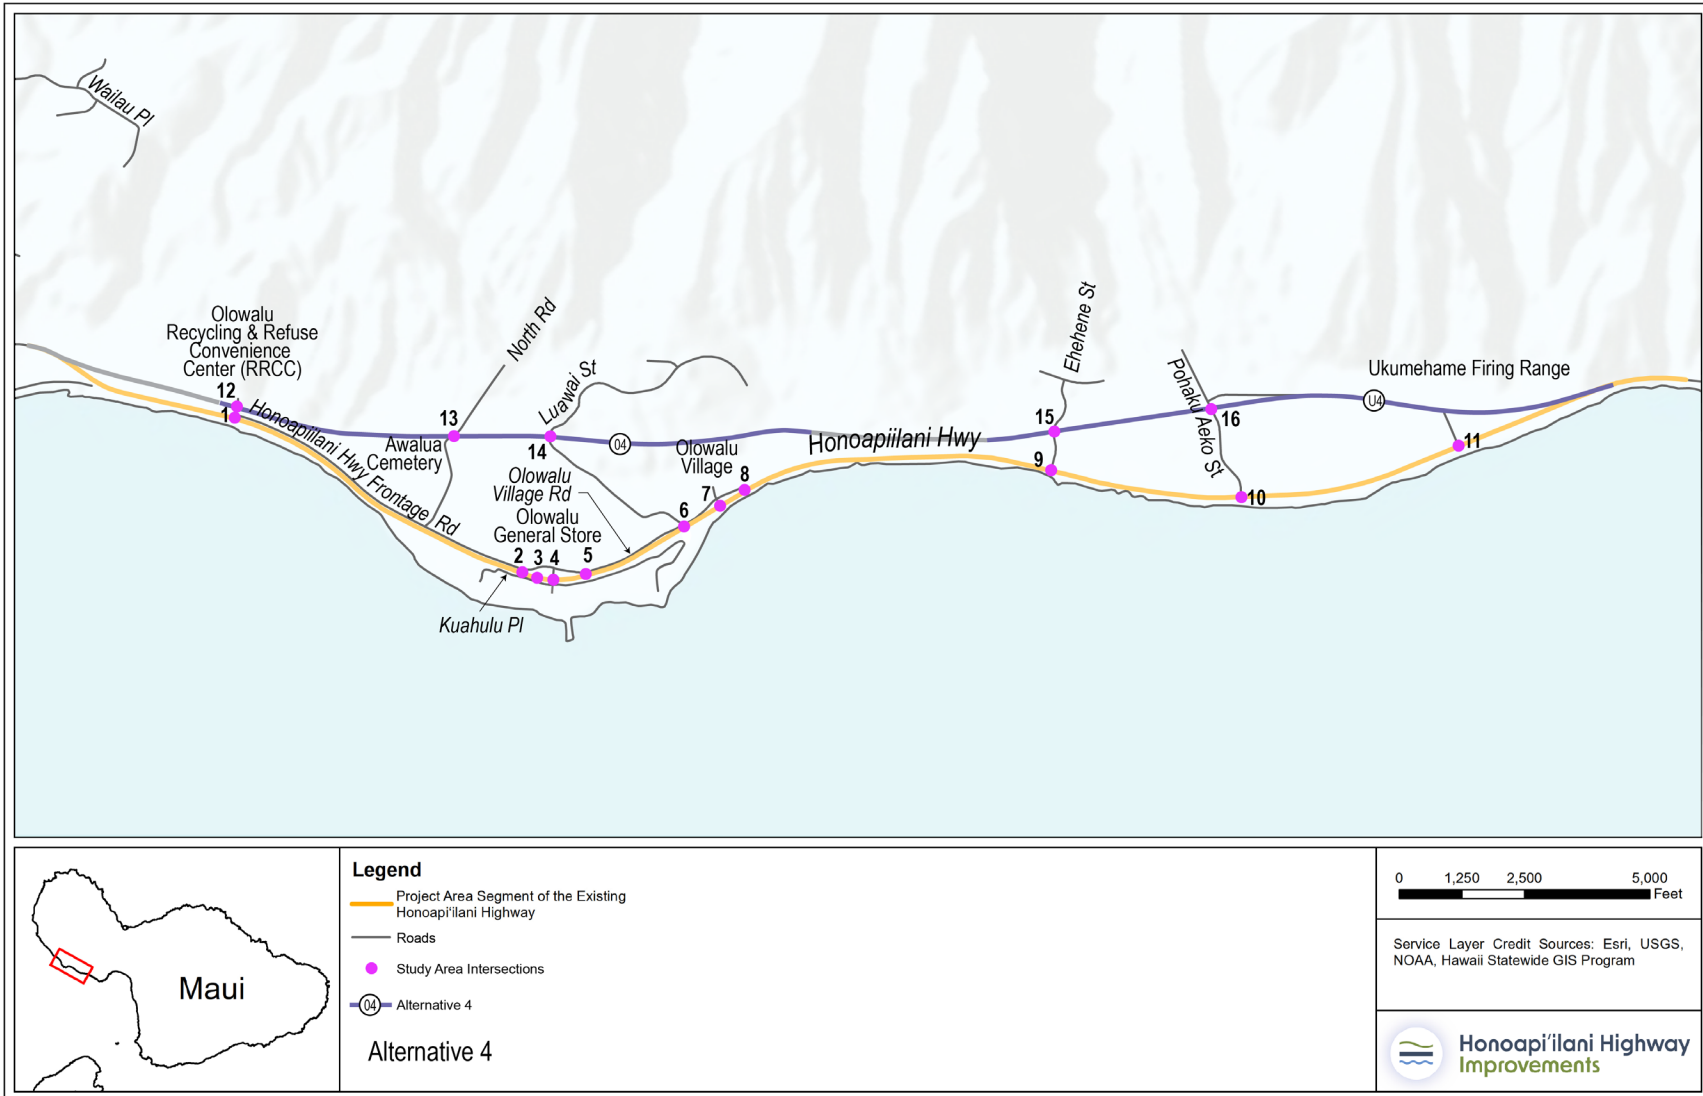 Wailau Pl
Olowalu
Recycling & Refuse
Convenience
Center (RRCC)
12
1
Honoapiilani Hwy Frontage Rd
13
North Rd
Awalua
Cemetery
Luawai St
14
04
Olowalu
Village Rd
Olowalu
General Store
2 3 4 5
Kuahulu Pl
Olowalu
Village
6
7
8
Honoapiilani Hwy
Ehehene St
15
9
Pohaku Aeko St
16
10
Ukumehame Firing Range
U4
11
Maui
Legend
Project Area Segment of the Existing
Honoapiʻilani Highway
Roads
Study Area Intersections
04 Alternative 4
Alternative 4
0 1,250 2,500 5,000
Feet
Service Layer Credit Sources: Esri, USGS,
NOAA, Hawaii Statewide GIS Program
Honoapiʻilani Highway
Improvements